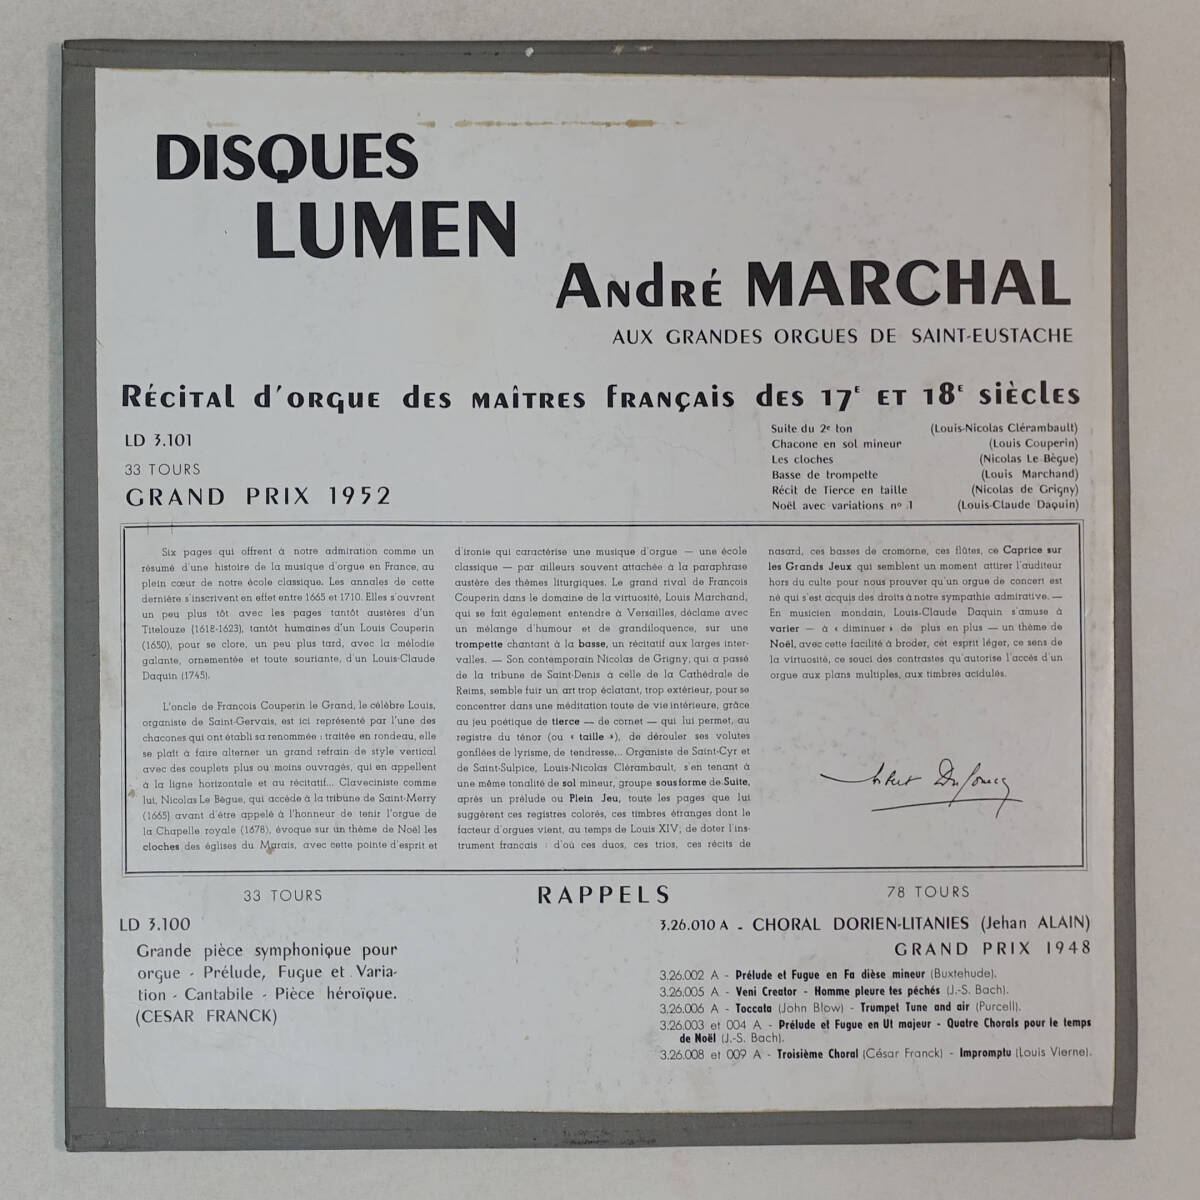 DISQUES
LUMEN
André MARCHAL
AUX GRANDES ORGUES DE SAINT-EUSTACHE
Récital d'orgue des maîtres français des 17ᴱ et 18ᴱ siècles
LD 3.101
33 TOURS
GRAND PRIX 1952
Suite du 2e ton (Louis-Nicolas Clérambault)
Chacone en sol mineur (Louis Couperin)
Les cloches (Nicolas Le Bègue)
Basse de trompette (Louis Marchand)
Récit de Tierce en taille (Nicolas de Grigny)
Noël avec variations no 1 (Louis-Claude Daquin)
Six pages qui offrent à notre admiration comme un
résumé d'une histoire de la musique d'orgue en France, au
plein cœur de notre école classique. Les annales de cette
dernière s'inscrivent en effet entre 1665 et 1710. Elles s'ouvrent
un peu plus tôt avec les pages tantôt austères d'un
Titelouze (1618-1623), tantôt humaines d'un Louis Couperin
(1650), pour se clore, un peu plus tard, avec la mélodie
galante, ornementée et toute souriante, d'un Louis-Claude
Daquin (1745).
L'oncle de François Couperin le Grand, le célèbre Louis,
organiste de Saint-Gervais, est ici représenté par l'une des
chacones qui ont établi sa renommée : traitée en rondeau, elle
se plaît à faire alterner un grand refrain de style vertical
avec des couplets plus ou moins ouvragés, qui en appellent
à la ligne horizontale et au récitatif... Claveciniste comme
lui, Nicolas Le Bègue, qui accède à la tribune de Saint-Merry
(1665) avant d'être appelé à l'honneur de tenir l'orgue de
la Chapelle royale (1678), évoque sur un thème de Noël les
cloches des églises du Marais, avec cette pointe d'esprit et
d'ironie qui caractérise une musique d'orgue — une école
classique — par ailleurs souvent attachée à la paraphrase
austère des thèmes liturgiques. Le grand rival de François
Couperin dans le domaine de la virtuosité, Louis Marchand,
qui se fait également entendre à Versailles, déclame avec
un mélange d'humour et de grandiloquence, sur une
trompette chantant à la basse, un récitatif aux larges inter-
valles. — Son contemporain Nicolas de Grigny, qui a passé
de la tribune de Saint-Denis à celle de la Cathédrale de
Reims, semble fuir un art trop éclatant, trop extérieur, pour se
concentrer dans une méditation toute de vie intérieure, grâce
au jeu poétique de tierce — de cornet — qui lui permet, au
registre du ténor (ou « taille »), de dérouler ses volutes
gonflées de lyrisme, de tendresse... Organiste de Saint-Cyr et
de Saint-Sulpice, Louis-Nicolas Clérambault, s'en tenant à
une même tonalité de sol mineur, groupe sous forme de Suite,
après un prélude ou Plein Jeu, toute les pages que lui
suggèrent ces registres colorés, ces timbres étranges dont le
facteur d'orgues vient, au temps de Louis XIV, de doter l'ins-
trument français : d'où ces duos, ces trios, ces récits de
nasard, ces basses de cromorne, ces flûtes, ce Caprice sur
les Grands Jeux qui semblent un moment attirer l'auditeur
hors du culte pour nous prouver qu'un orgue de concert est
né qui s'est acquis des droits à notre sympathie admirative. —
En musicien mondain, Louis-Claude Daquin s'amuse à
varier — à « diminuer » de plus en plus — un thème de
Noël, avec cette facilité à broder, cet esprit léger, ce sens de
la virtuosité, ce souci des contrastes qu'autorise l'accès d'un
orgue aux plans multiples, aux timbres acidulés.
Norbert Dufourcq
33 TOURS
RAPPELS
78 TOURS
LD 3.100
Grande pièce symphonique pour
orgue - Prélude, Fugue et Varia-
tion - Cantabile - Pièce héroïque.
(CESAR FRANCK)
3.26.010 A - CHORAL DORIEN-LITANIES (Jehan ALAIN)
GRAND PRIX 1948
3.26.002 A - Prélude et Fugue en Fa dièse mineur (Buxtehude).
3.26.005 A - Veni Creator - Homme pleure tes péchés (J.-S. Bach).
3.26.006 A - Toccata (John Blow) - Trumpet Tune and air (Purcell).
3.26.003 et 004 A - Prélude et Fugue en Ut majeur - Quatre Chorals pour le temps
de Noël (J.-S. Bach).
3.26.008 et 009 A - Troisième Choral (César Franck) - Impromptu (Louis Vierne).